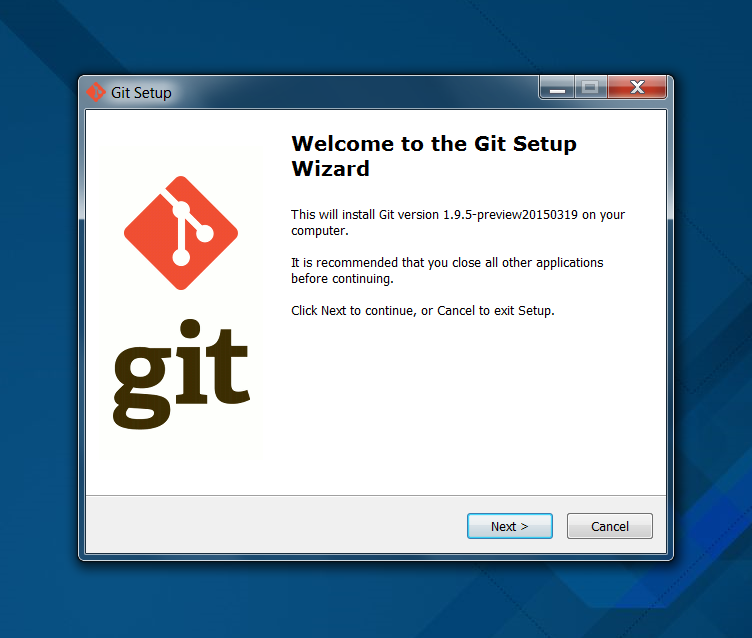 Git Setup
Welcome to the Git Setup
Wizard
This will install Git version 1.9.5-preview20150319 on your
computer.
It is recommended that you close all other applications
before continuing.
Click Next to continue, or Cancel to exit Setup.
git
Next >
Cancel